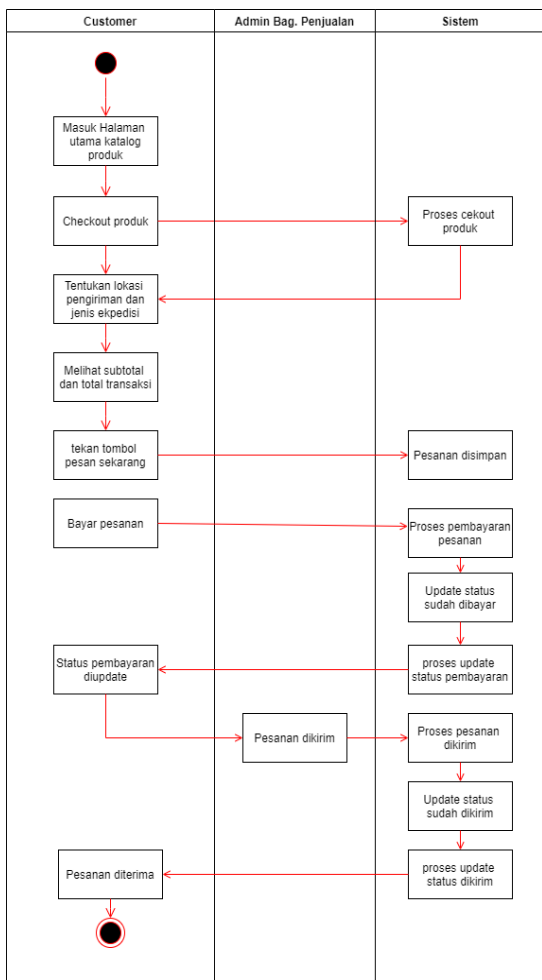 Customer
Admin Bag. Penjualan
Sistem
Masuk Halaman
utama katalog
produk
Checkout produk
Proses cekout
produk
Tentukan lokasi
pengiriman dan
jenis ekpedisi
Melihat subtotal
dan total transaksi
tekan tombol
pesan sekarang
Pesanan disimpan
Bayar pesanan
Proses pembayaran
pesanan
Update status
sudah dibayar
Status pembayaran
diupdate
proses update
status pembayaran
Pesanan dikirim
Proses pesanan
dikirim
Update status
sudah dikirim
Pesanan diterima
proses update
status dikirim